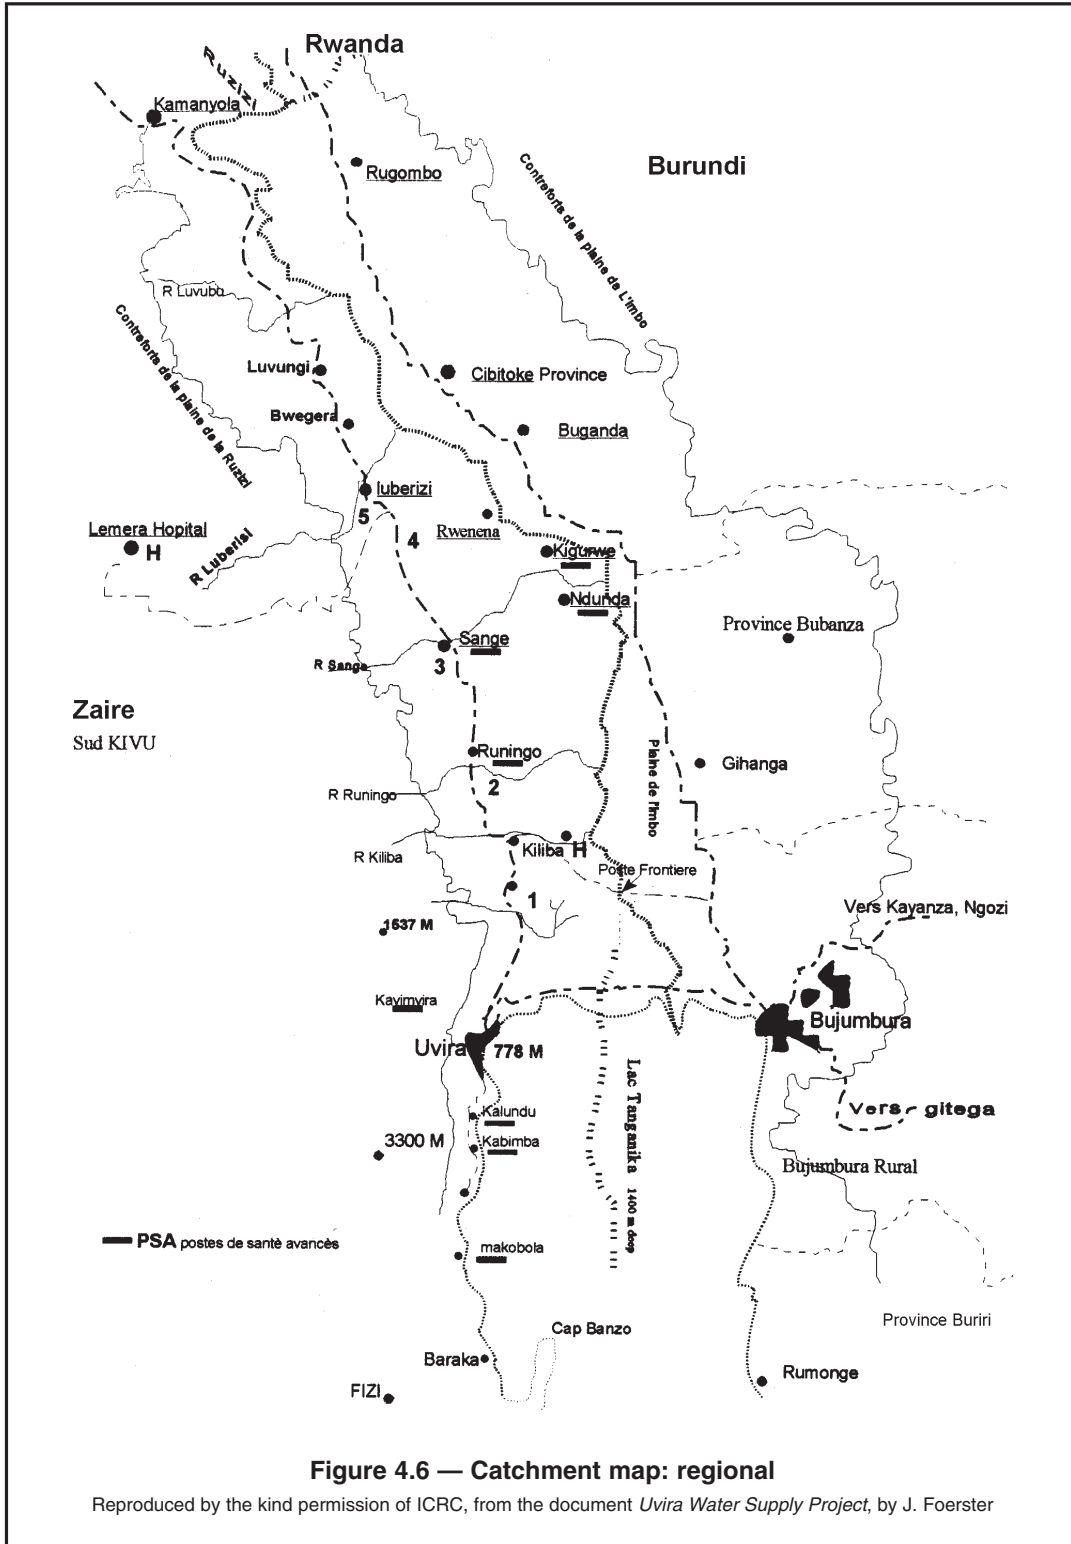 Rwanda
Ruzizi
Kamanyola
Burundi
Rugombo
Contreforts de la plaine de L'imbo
R Luvubo
Contreforts de la plaine de la Ruzizi
Luvungi
Cibitoke Province
Bwegera
Buganda
luberizi
5
Lemera Hopital
H
R Luberisi
4
Rwenena
Kigurwe
Ndunda
Province Bubanza
Sange
3
R Sange
Zaire
Sud KIVU
Runingo
2
Plaine de l'imbo
Gihanga
R Runingo
Kiliba H
R Kiliba
Poste Frontiere
1
Vers Kayanza, Ngozi
1537 M
Kavimvira
Bujumbura
Uvira
778 M
Lac Tanganika 1400 m deep
Kalundu
Vers gitega
3300 M
Kabimba
Bujumbura Rural
PSA postes de santè avancès
makobola
Province Buriri
Cap Banzo
Baraka
Rumonge
FIZI
Figure 4.6 — Catchment map: regional
Reproduced by the kind permission of ICRC, from the document Uvira Water Supply Project, by J. Foerster